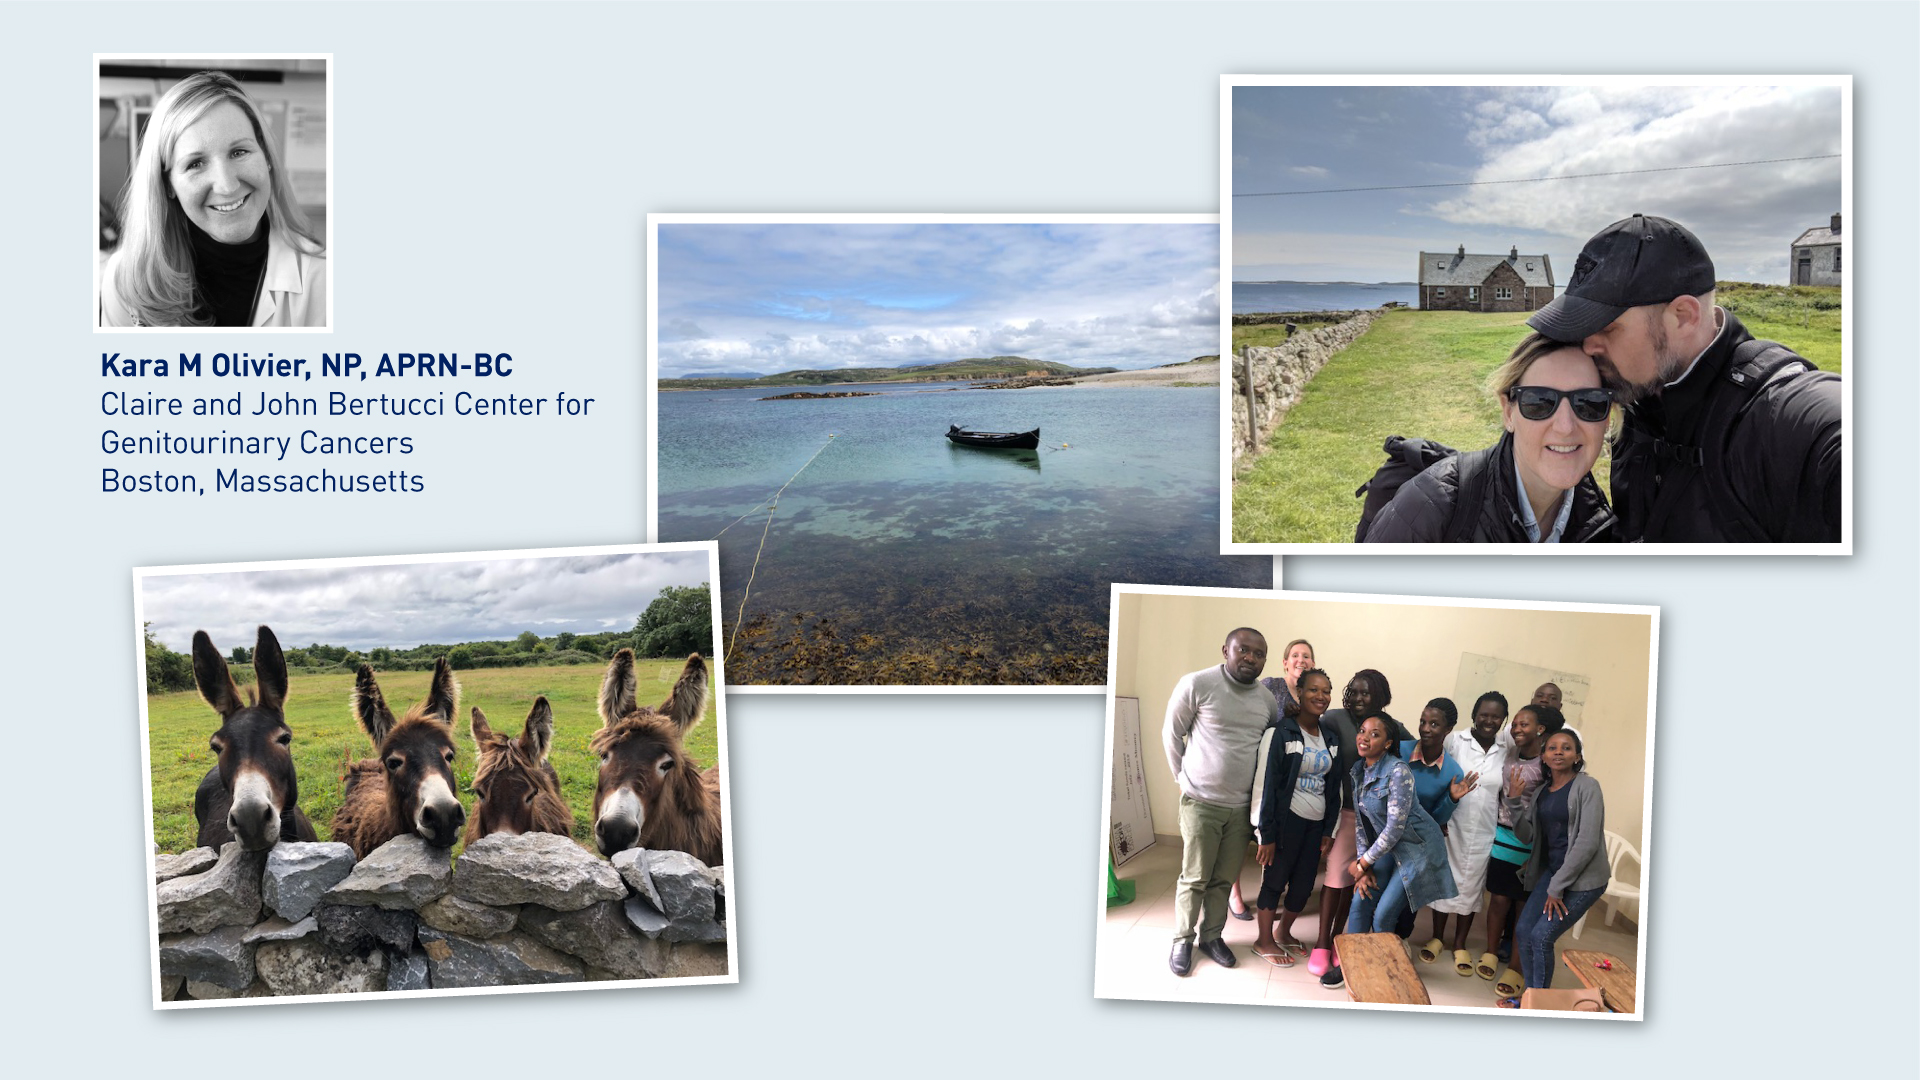 Kara M Olivier, NP, APRN-BC
Claire and John Bertucci Center for
Genitourinary Cancers
Boston, Massachusetts